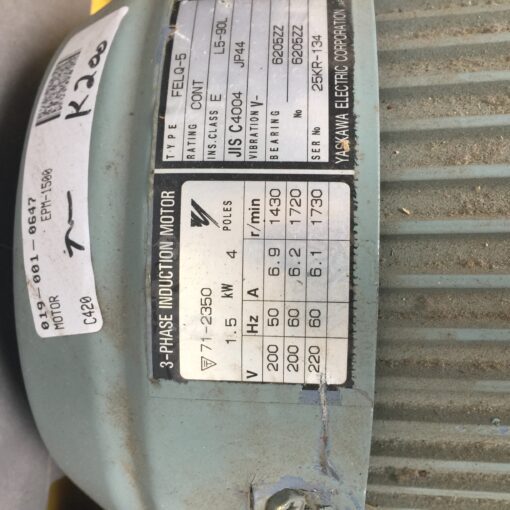 3-PHASE INDUCTION MOTOR
71-2350
1.5 kW 4 POLES
V Hz A r/min
200 50 6.9 1430
200 60 6.2 1720
220 60 6.1 1730
TYPE FELQ-5 L5-90L
RATING CONT
INS.CLASS E JP44
JIS C4004
VIBRATION V-
BEARING 6205ZZ
No 6205ZZ
SER No 25KR-134
YASKAWA ELECTRIC CORPORATION
K200
019-001-0647
MOTOR EPM-1500
C420